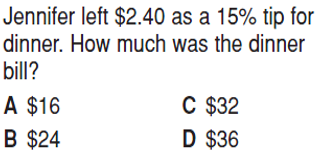 Jennifer left $2.40 as a 15% tip for
dinner. How much was the dinner
bill?
A $16 C $32
B $24 D $36